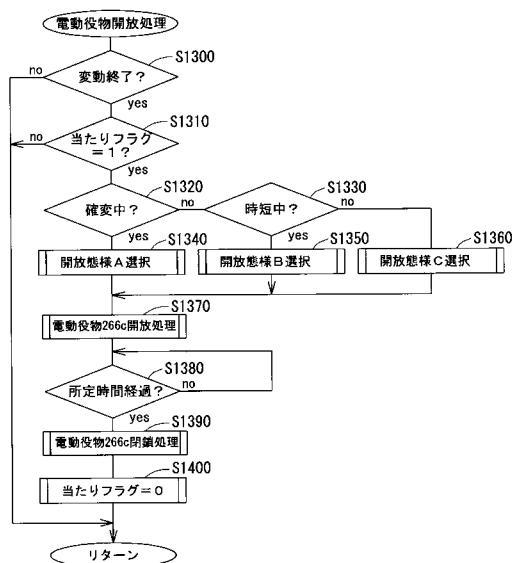 電動役物開放処理
S1300
変動終了?
no
yes
S1310
当たりフラグ
=1?
no
yes
S1320
確変中?
no
yes
S1330
時短中?
no
yes
S1340
開放態様A選択
S1350
開放態様B選択
S1360
開放態様C選択
S1370
電動役物266c開放処理
S1380
所定時間経過?
no
yes
S1390
電動役物266c閉鎖処理
S1400
当たりフラグ=0
リターン